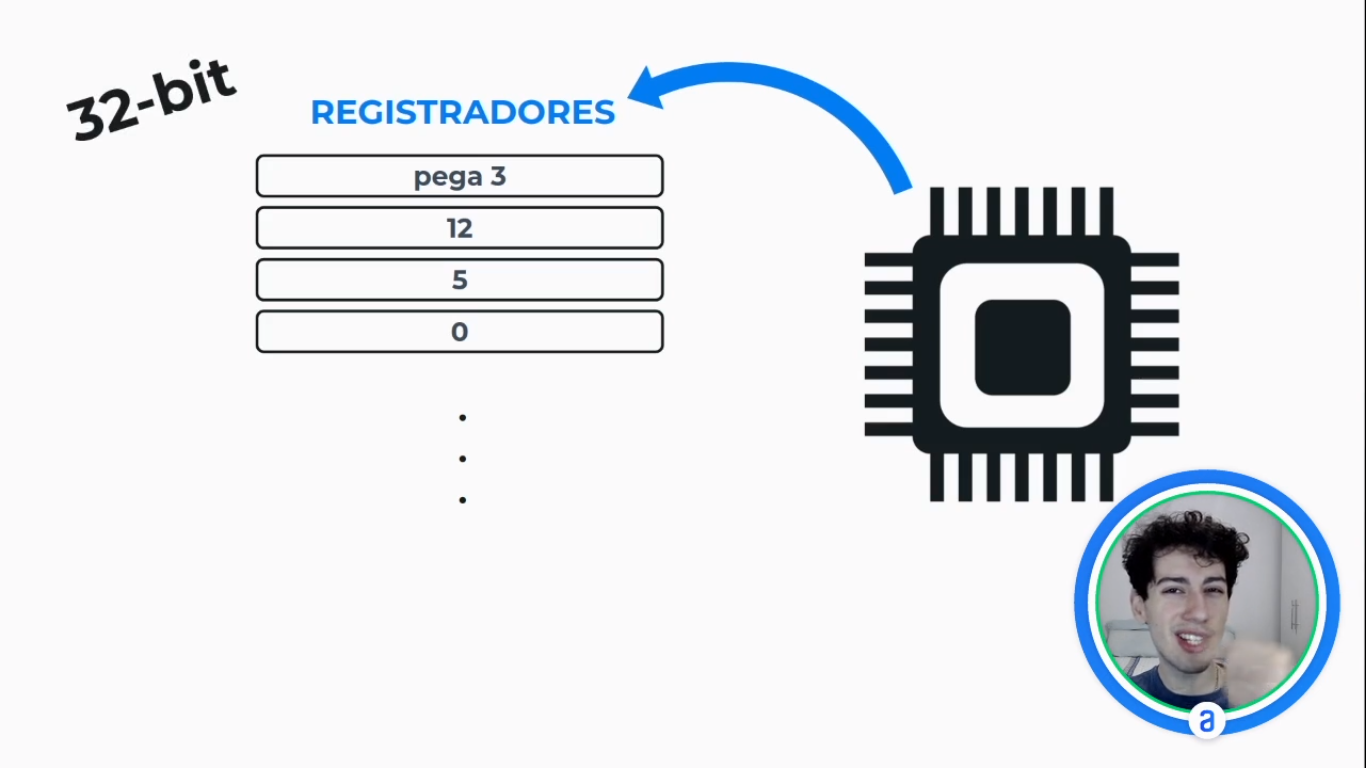 32-bit
REGISTRADORES
pega 3
12
5
0
a